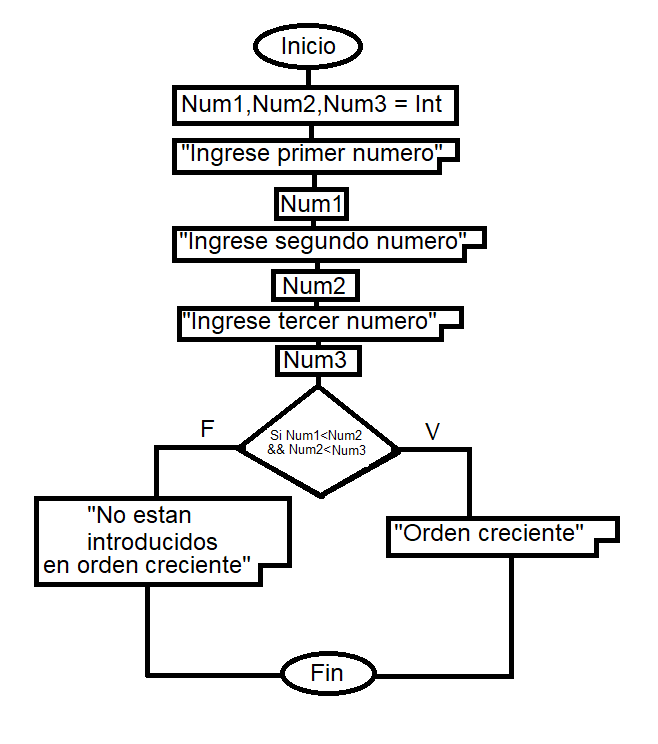 Inicio
Num1,Num2,Num3 = Int
"Ingrese primer numero"
Num1
"Ingrese segundo numero"
Num2
"Ingrese tercer numero"
Num3
Si Num1<Num2
&& Num2<Num3
F
V
"No estan
introducidos
en orden creciente"
"Orden creciente"
Fin